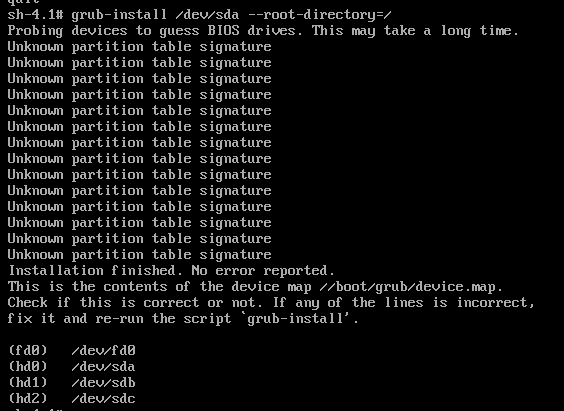 quit
sh-4.1# grub-install /dev/sda --root-directory=/
Probing devices to guess BIOS drives. This may take a long time.
Unknown partition table signature
Unknown partition table signature
Unknown partition table signature
Unknown partition table signature
Unknown partition table signature
Unknown partition table signature
Unknown partition table signature
Unknown partition table signature
Unknown partition table signature
Unknown partition table signature
Unknown partition table signature
Unknown partition table signature
Unknown partition table signature
Unknown partition table signature
Installation finished. No error reported.
This is the contents of the device map //boot/grub/device.map.
Check if this is correct or not. If any of the lines is incorrect,
fix it and re-run the script `grub-install'.
(fd0) /dev/fd0
(hd0) /dev/sda
(hd1) /dev/sdb
(hd2) /dev/sdc
sh-4.1#